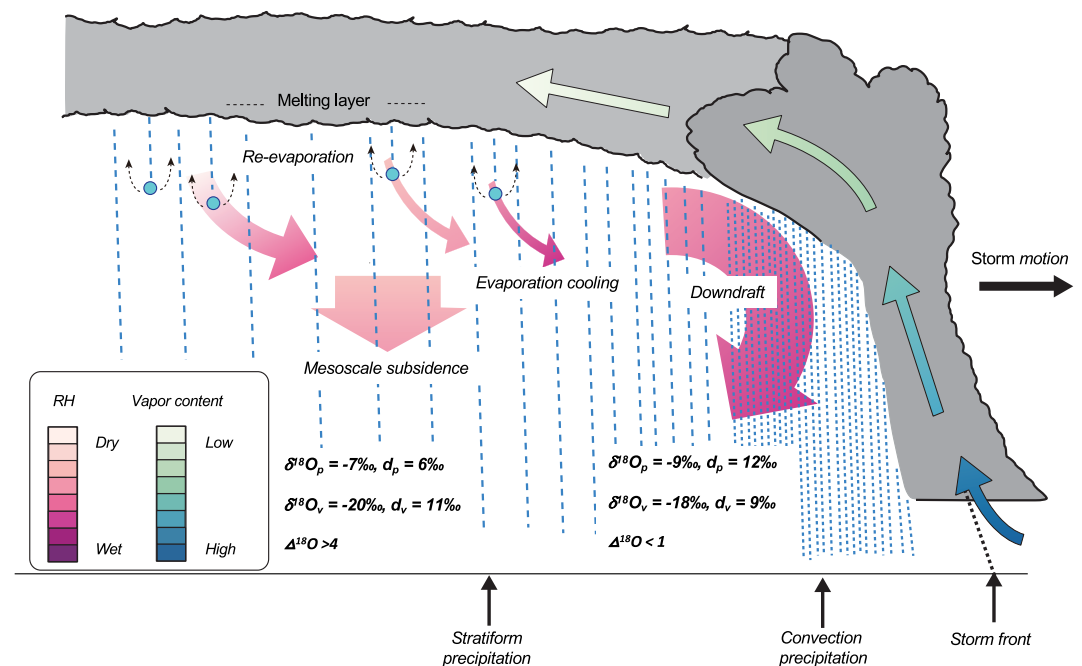 Melting layer
Re-evaporation
Storm motion
Evaporation cooling
Downdraft
Mesoscale subsidence
RH
Vapor content
Dry
Low
Wet
High
δ¹⁸Oₚ = -7‰, dₚ = 6‰
δ¹⁸Oᵥ = -20‰, dᵥ = 11‰
Δ¹⁸O >4
δ¹⁸Oₚ = -9‰, dₚ = 12‰
δ¹⁸Oᵥ = -18‰, dᵥ = 9‰
Δ¹⁸O < 1
Stratiform
precipitation
Convection
precipitation
Storm front